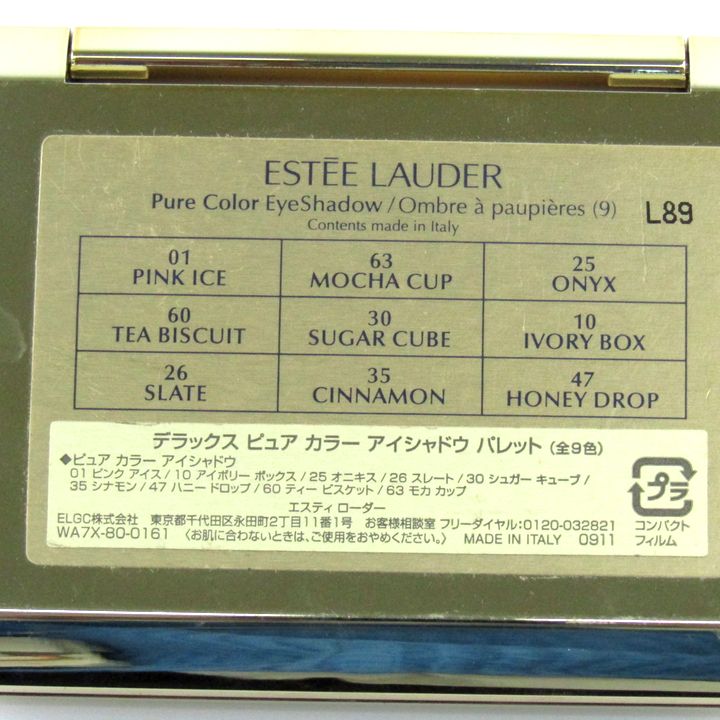 ESTĒE LAUDER
Pure Color EyeShadow / Ombre à paupières (9)
L89
Contents made in Italy
01 63 25
PINK ICE MOCHA CUP ONYX
60 30 10
TEA BISCUIT SUGAR CUBE IVORY BOX
26 35 47
SLATE CINNAMON HONEY DROP
デラックス ピュア カラー アイシャドウ パレット (全9色)
◆ピュア カラー アイシャドウ
01 ピンク アイス / 10 アイボリー ボックス / 25 オニキス / 26 スレート / 30 シュガー キューブ /
35 シナモン / 47 ハニー ドロップ / 60 ティー ビスケット / 63 モカ カップ
エスティ ローダー
ELGC株式会社 東京都千代田区永田町2丁目11番1号 お客様相談室 フリーダイヤル:0120-032821
WA7X-80-0161 〈お肌に合わないときは、ご使用をおやめください。〉 MADE IN ITALY 0911
プラ
コンパクト
フィルム